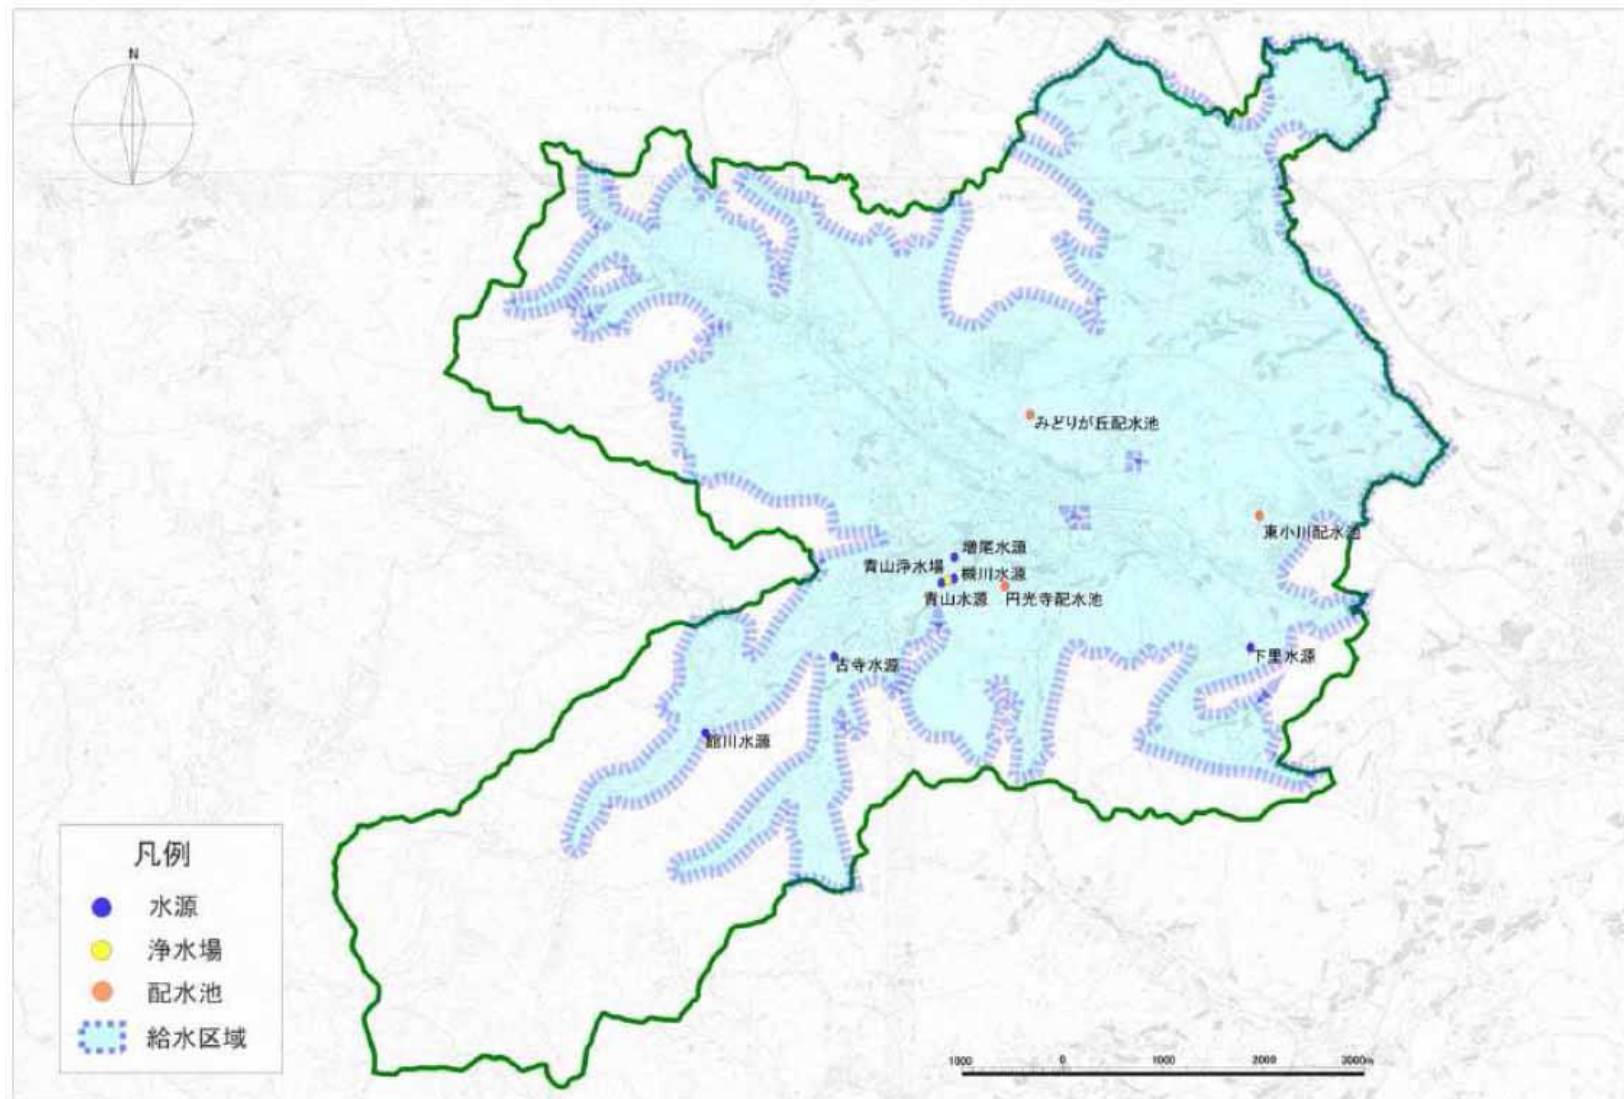 N
みどりが丘配水池
東小川配水池
増尾水源
青山浄水場
槻川水源
青山水源
円光寺配水池
古寺水源
下里水源
館川水源
凡例
水源
浄水場
配水池
給水区域
1000 0 1000 2000 3000m